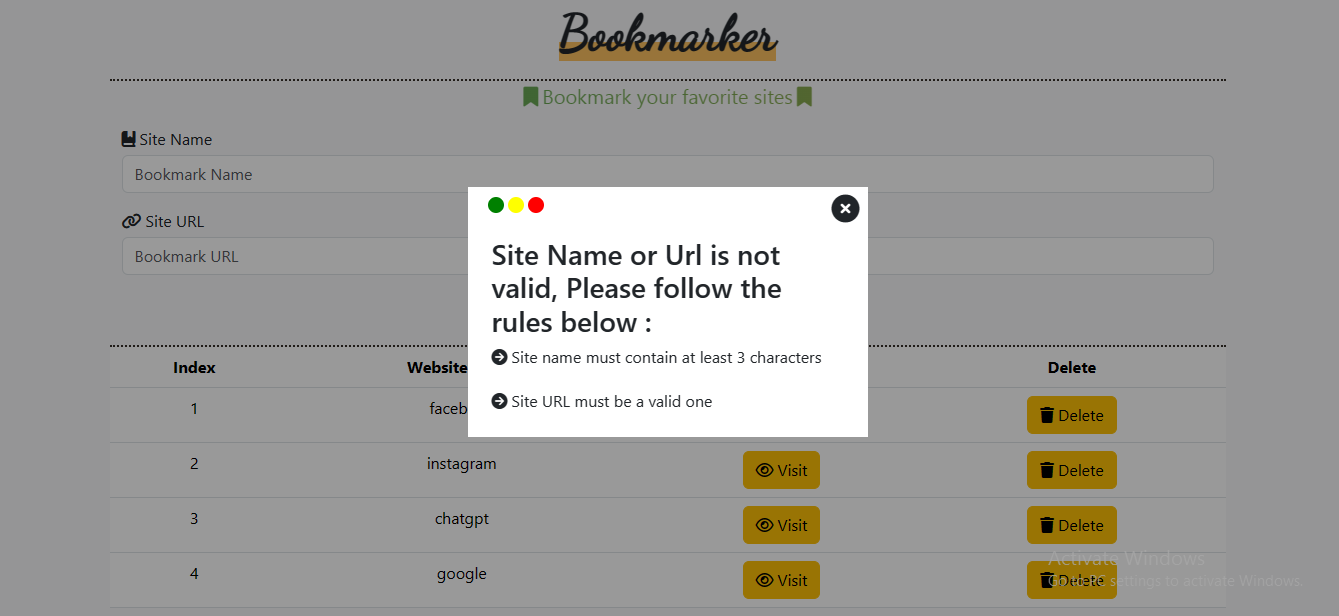 Bookmarker
Bookmark your favorite sites
Site Name
Bookmark Name
Site URL
Bookmark URL
Site Name or Url is not
valid, Please follow the
rules below :
Site name must contain at least 3 characters
Site URL must be a valid one
Index Website Delete
1 faceb Delete
2 instagram Visit Delete
3 chatgpt Visit Delete
4 google Visit Delete
Activate Windows
Go to PC settings to activate Windows.